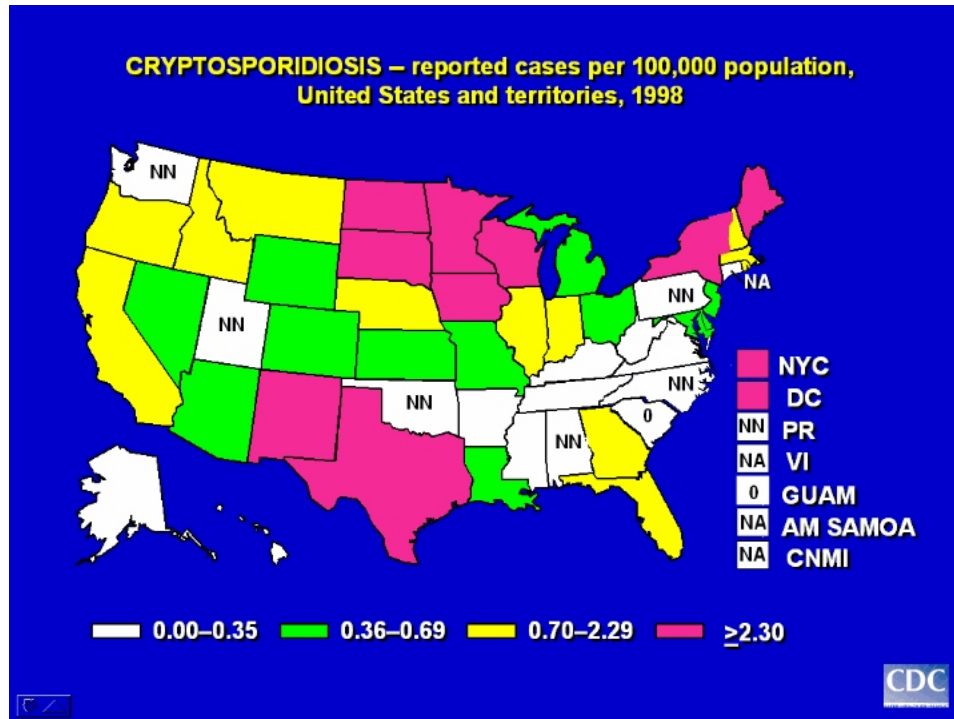 CRYPTOSPORIDIOSIS – reported cases per 100,000 population,
United States and territories, 1998
NN
NN
NN
NN
NN
NN
0
NA
NYC
DC
NN PR
NA VI
0 GUAM
NA AM SAMOA
NA CNMI
0.00–0.35 0.36–0.69 0.70–2.29 ≥2.30
CDC